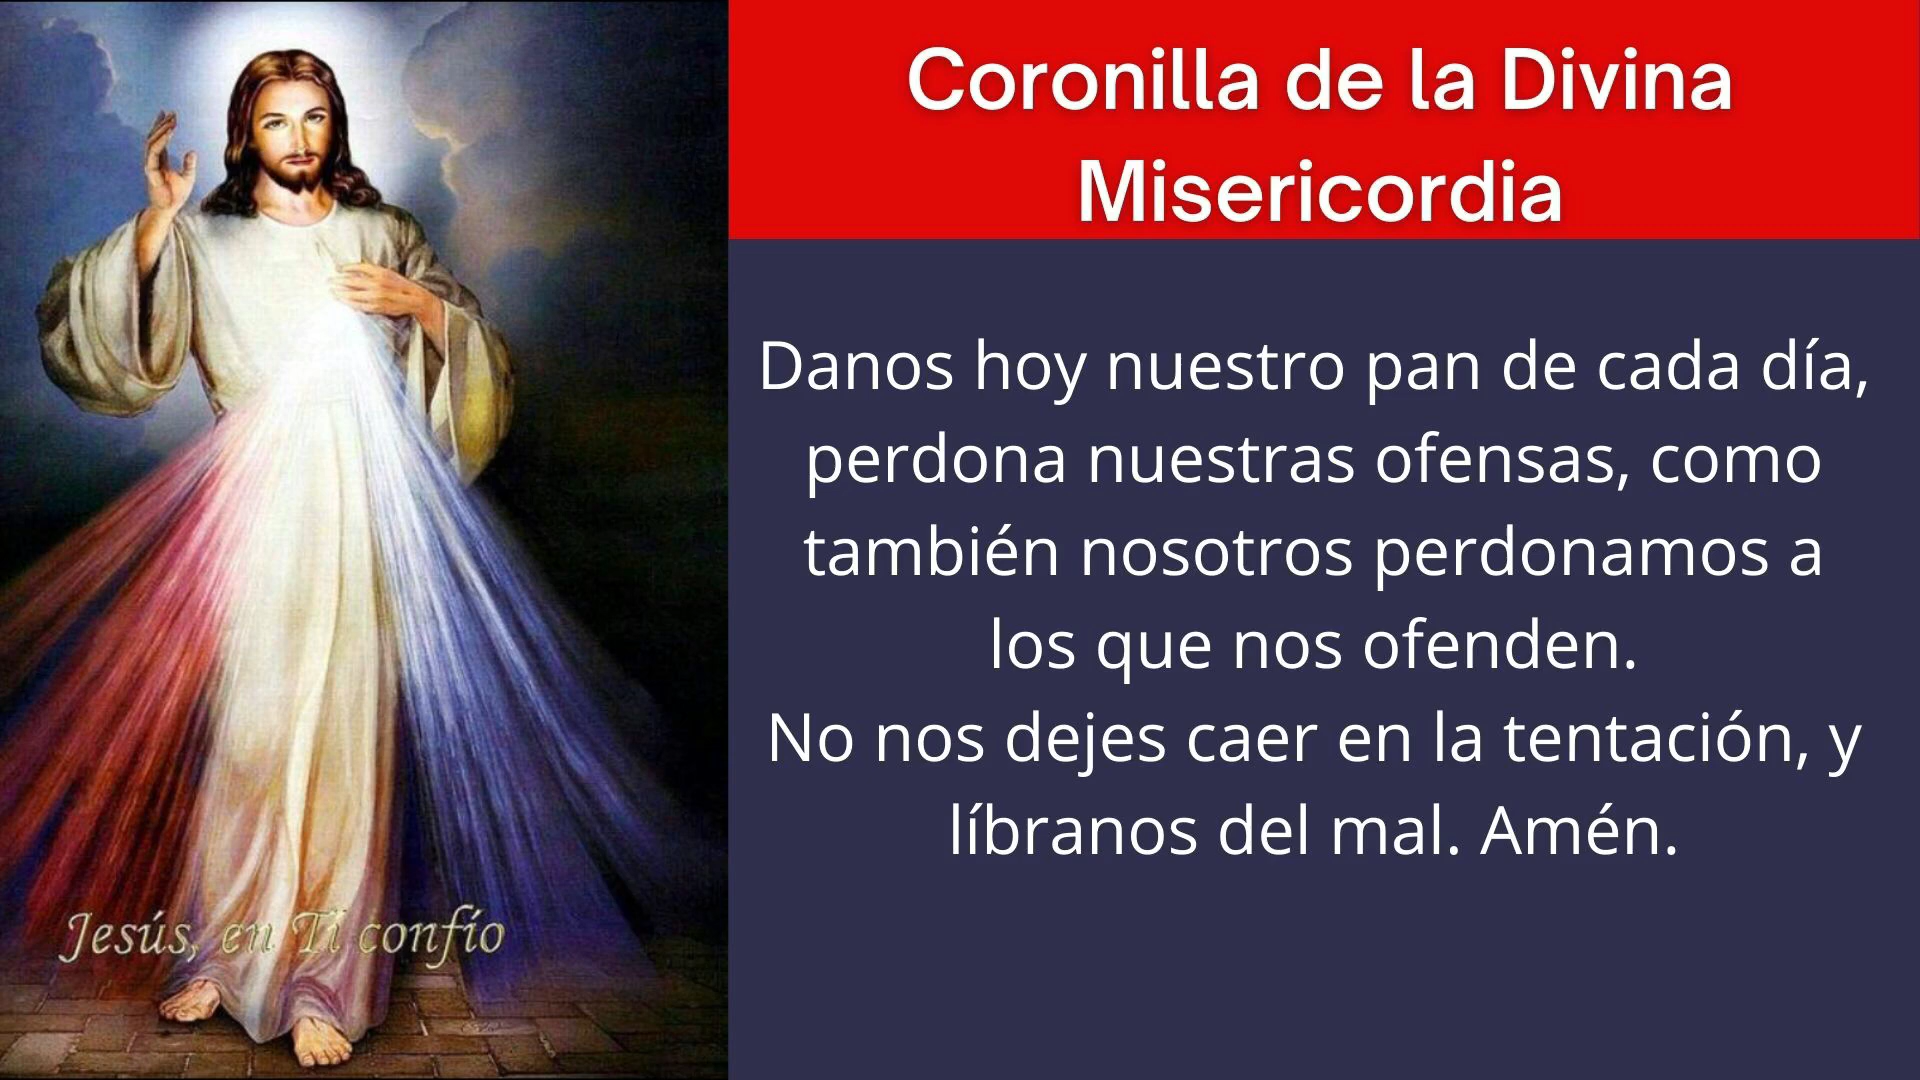 Coronilla de la Divina
Misericordia
Danos hoy nuestro pan de cada día,
perdona nuestras ofensas, como
también nosotros perdonamos a
los que nos ofenden.
No nos dejes caer en la tentación, y
líbranos del mal. Amén.
Jesús, en Ti confío